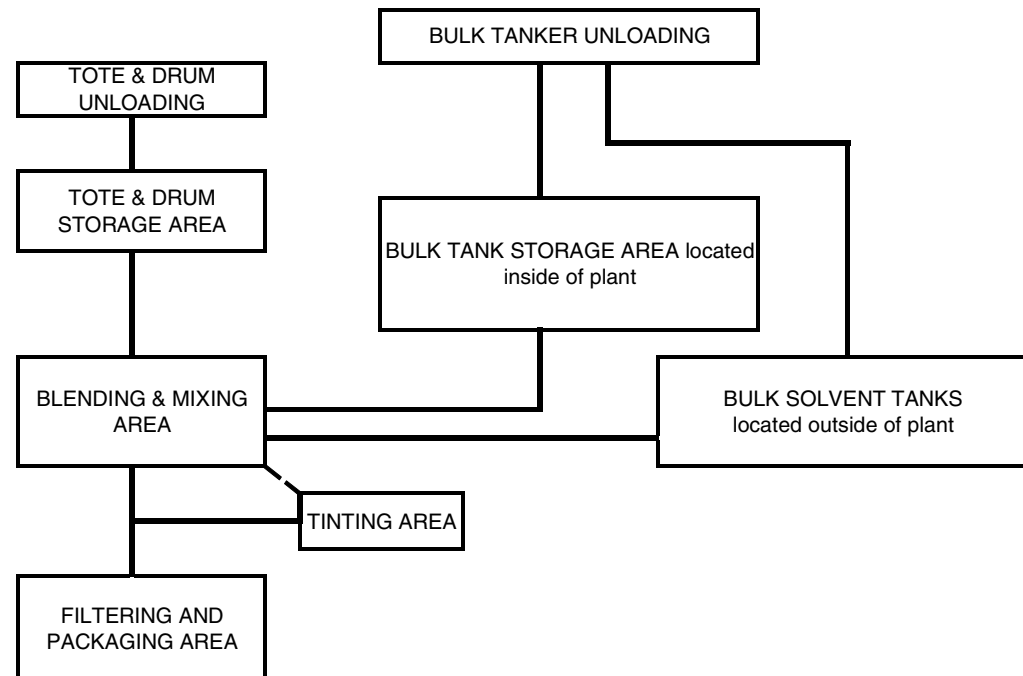 BULK TANKER UNLOADING
TOTE & DRUM
UNLOADING
TOTE & DRUM
STORAGE AREA
BULK TANK STORAGE AREA located
inside of plant
BLENDING & MIXING
AREA
BULK SOLVENT TANKS
located outside of plant
TINTING AREA
FILTERING AND
PACKAGING AREA